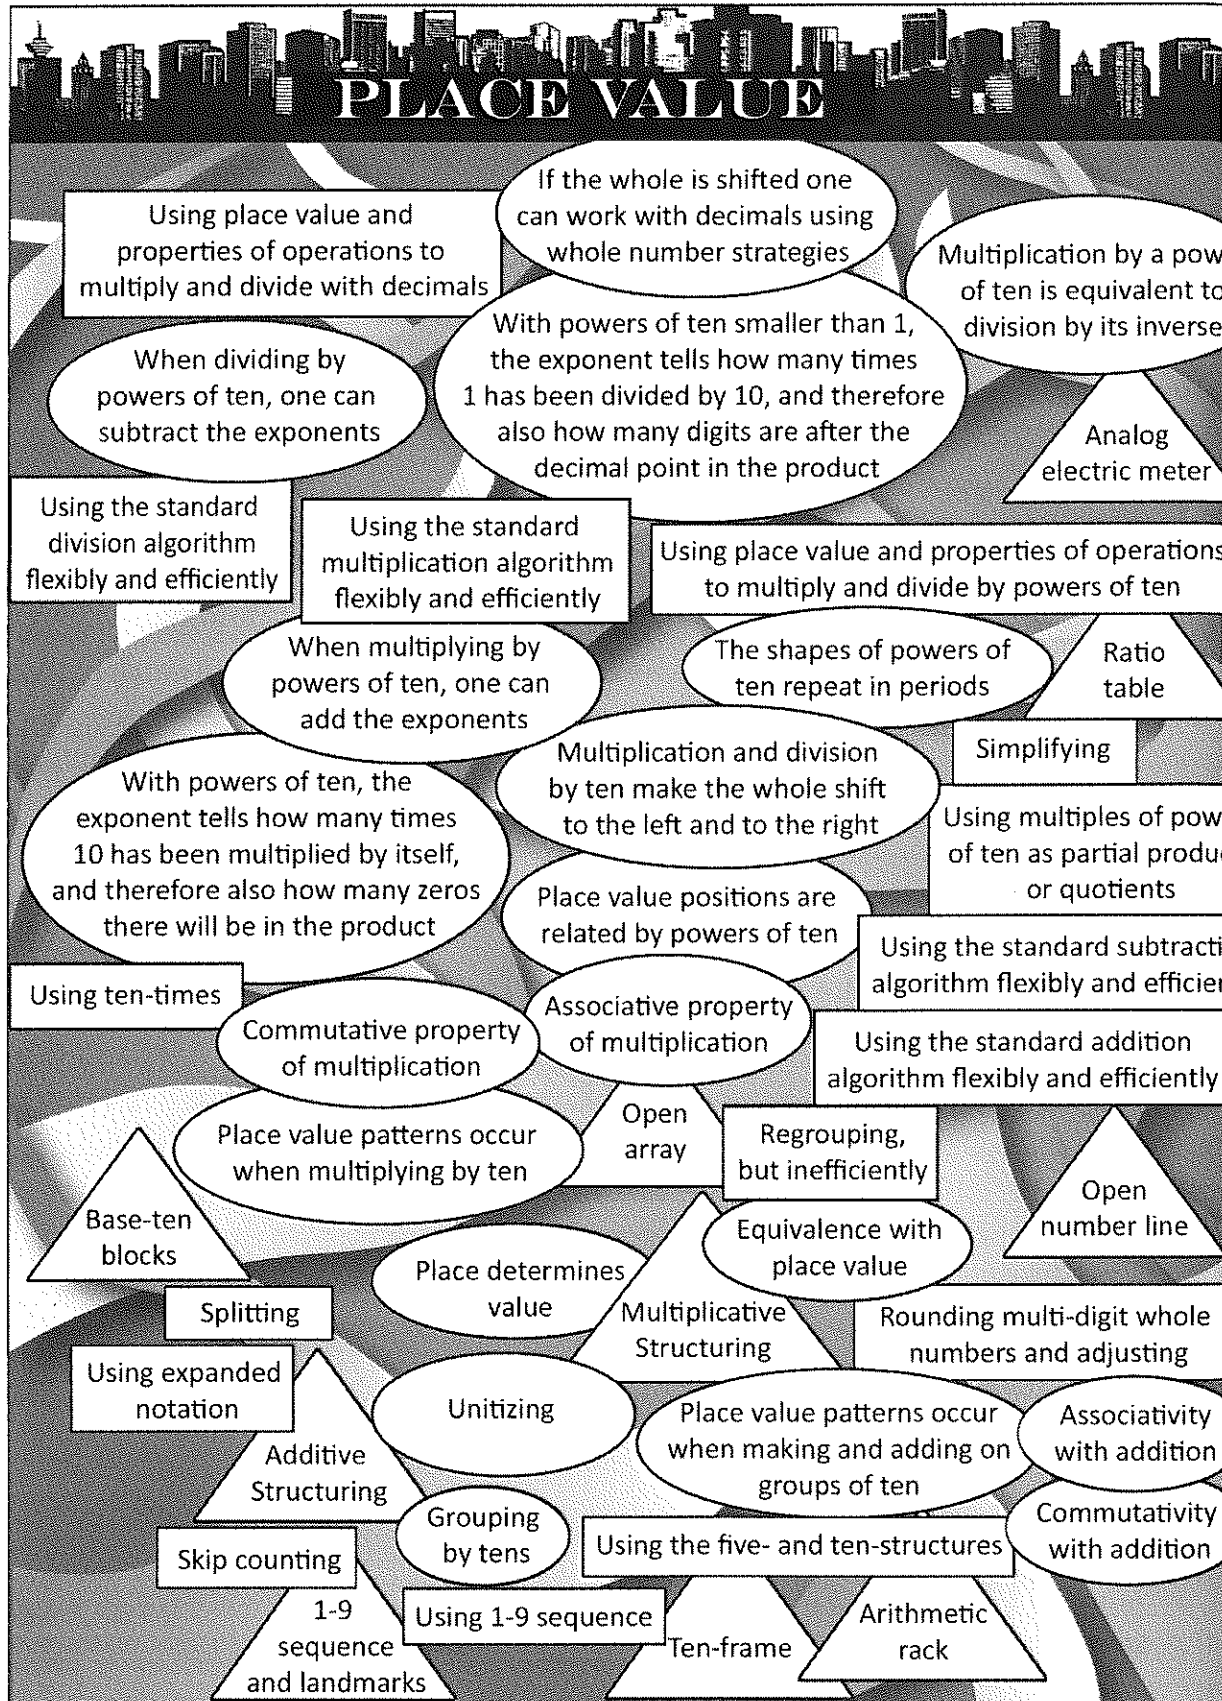 PLACE VALUE
If the whole is shifted one
can work with decimals using
whole number strategies
Using place value and
properties of operations to
multiply and divide with decimals
Multiplication by a pow
of ten is equivalent to
division by its inverse
With powers of ten smaller than 1,
the exponent tells how many times
1 has been divided by 10, and therefore
also how many digits are after the
decimal point in the product
When dividing by
powers of ten, one can
subtract the exponents
Analog
electric meter
Using the standard
division algorithm
flexibly and efficiently
Using the standard
multiplication algorithm
flexibly and efficiently
Using place value and properties of operations
to multiply and divide by powers of ten
When multiplying by
powers of ten, one can
add the exponents
The shapes of powers of
ten repeat in periods
Ratio
table
Multiplication and division
by ten make the whole shift
to the left and to the right
Simplifying
With powers of ten, the
exponent tells how many times
10 has been multiplied by itself,
and therefore also how many zeros
there will be in the product
Using multiples of pow
of ten as partial produ
or quotients
Place value positions are
related by powers of ten
Using the standard subtracti
algorithm flexibly and efficien
Using ten-times
Commutative property
of multiplication
Associative property
of multiplication
Using the standard addition
algorithm flexibly and efficiently
Place value patterns occur
when multiplying by ten
Open
array
Regrouping,
but inefficiently
Base-ten
blocks
Open
number line
Equivalence with
place value
Place determines
value
Splitting
Multiplicative
Structuring
Rounding multi-digit whole
numbers and adjusting
Using expanded
notation
Unitizing
Place value patterns occur
when making and adding on
groups of ten
Associativity
with addition
Additive
Structuring
Grouping
by tens
Commutativity
with addition
Skip counting
Using the five- and ten-structures
1-9
sequence
and landmarks
Using 1-9 sequence
Ten-frame
Arithmetic
rack